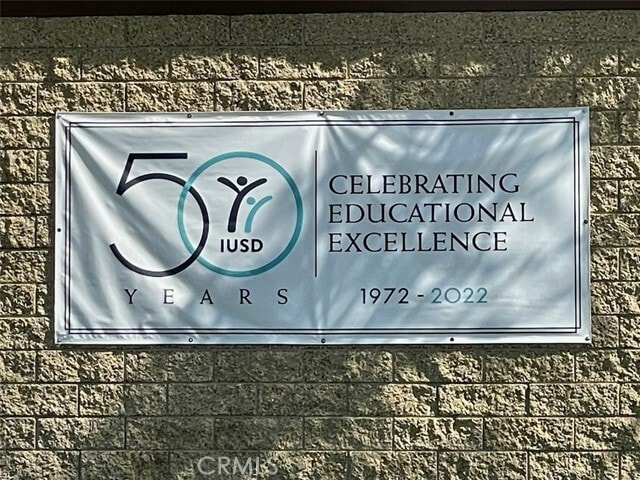 50
IUSD
YEARS
CELEBRATING
EDUCATIONAL
EXCELLENCE
1972 - 2022
CRMLS